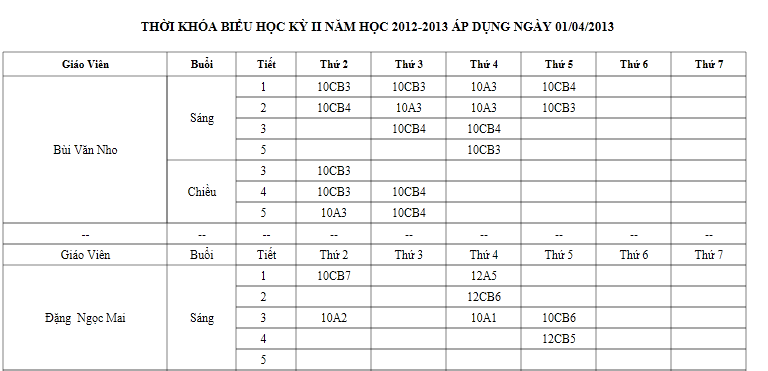 THỜI KHÓA BIỂU HỌC KỲ II NĂM HỌC 2012-2013 ÁP DỤNG NGÀY 01/04/2013
Giáo Viên Buổi Tiết Thứ 2 Thứ 3 Thứ 4 Thứ 5 Thứ 6 Thứ 7
Bùi Văn Nho Sáng 1 10CB3 10CB3 10A3 10CB4
2 10CB4 10A3 10A3 10CB3
3 10CB4 10CB4
5 10CB3
Chiều 3 10CB3
4 10CB3 10CB4
5 10A3 10CB4
-- -- -- -- -- -- -- -- --
Giáo Viên Buổi Tiết Thứ 2 Thứ 3 Thứ 4 Thứ 5 Thứ 6 Thứ 7
Đặng Ngọc Mai Sáng 1 10CB7 12A5
2 12CB6
3 10A2 10A1 10CB6
4 12CB5
5